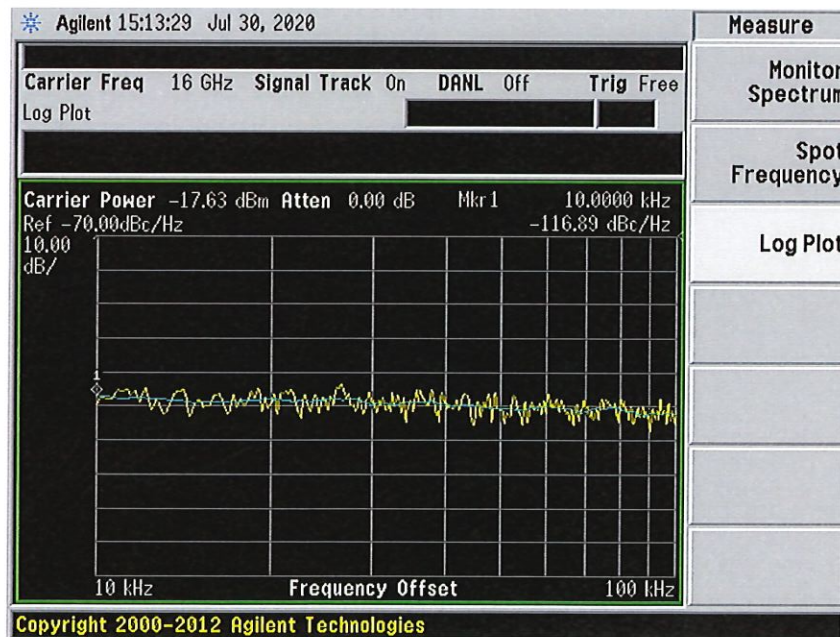 Agilent 15:13:29 Jul 30, 2020
Measure
Carrier Freq 16 GHz Signal Track On DANL Off Trig Free
Log Plot
Monitor
Spectrum
Spot
Frequency
Log Plot
Carrier Power -17.63 dBm Atten 0.00 dB Mkr1 10.0000 kHz
Ref -70.00dBc/Hz -116.89 dBc/Hz
10.00
dB/
1
10 kHz Frequency Offset 100 kHz
Copyright 2000-2012 Agilent Technologies